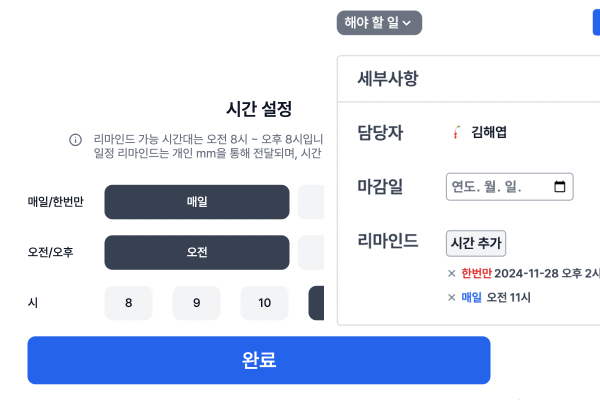 시간 설정
리마인드 가능 시간대는 오전 8시 ~ 오후 8시입니
일정 리마인드는 개인 mm을 통해 전달되며, 시간
매일/한번만
매일
오전/오후
오전
시
8
9
10
완료
해야 할 일
세부사항
담당자
김해엽
마감일
연도. 월. 일.
리마인드
시간 추가
× 한번만 2024-11-28 오후 2시
× 매일 오전 11시